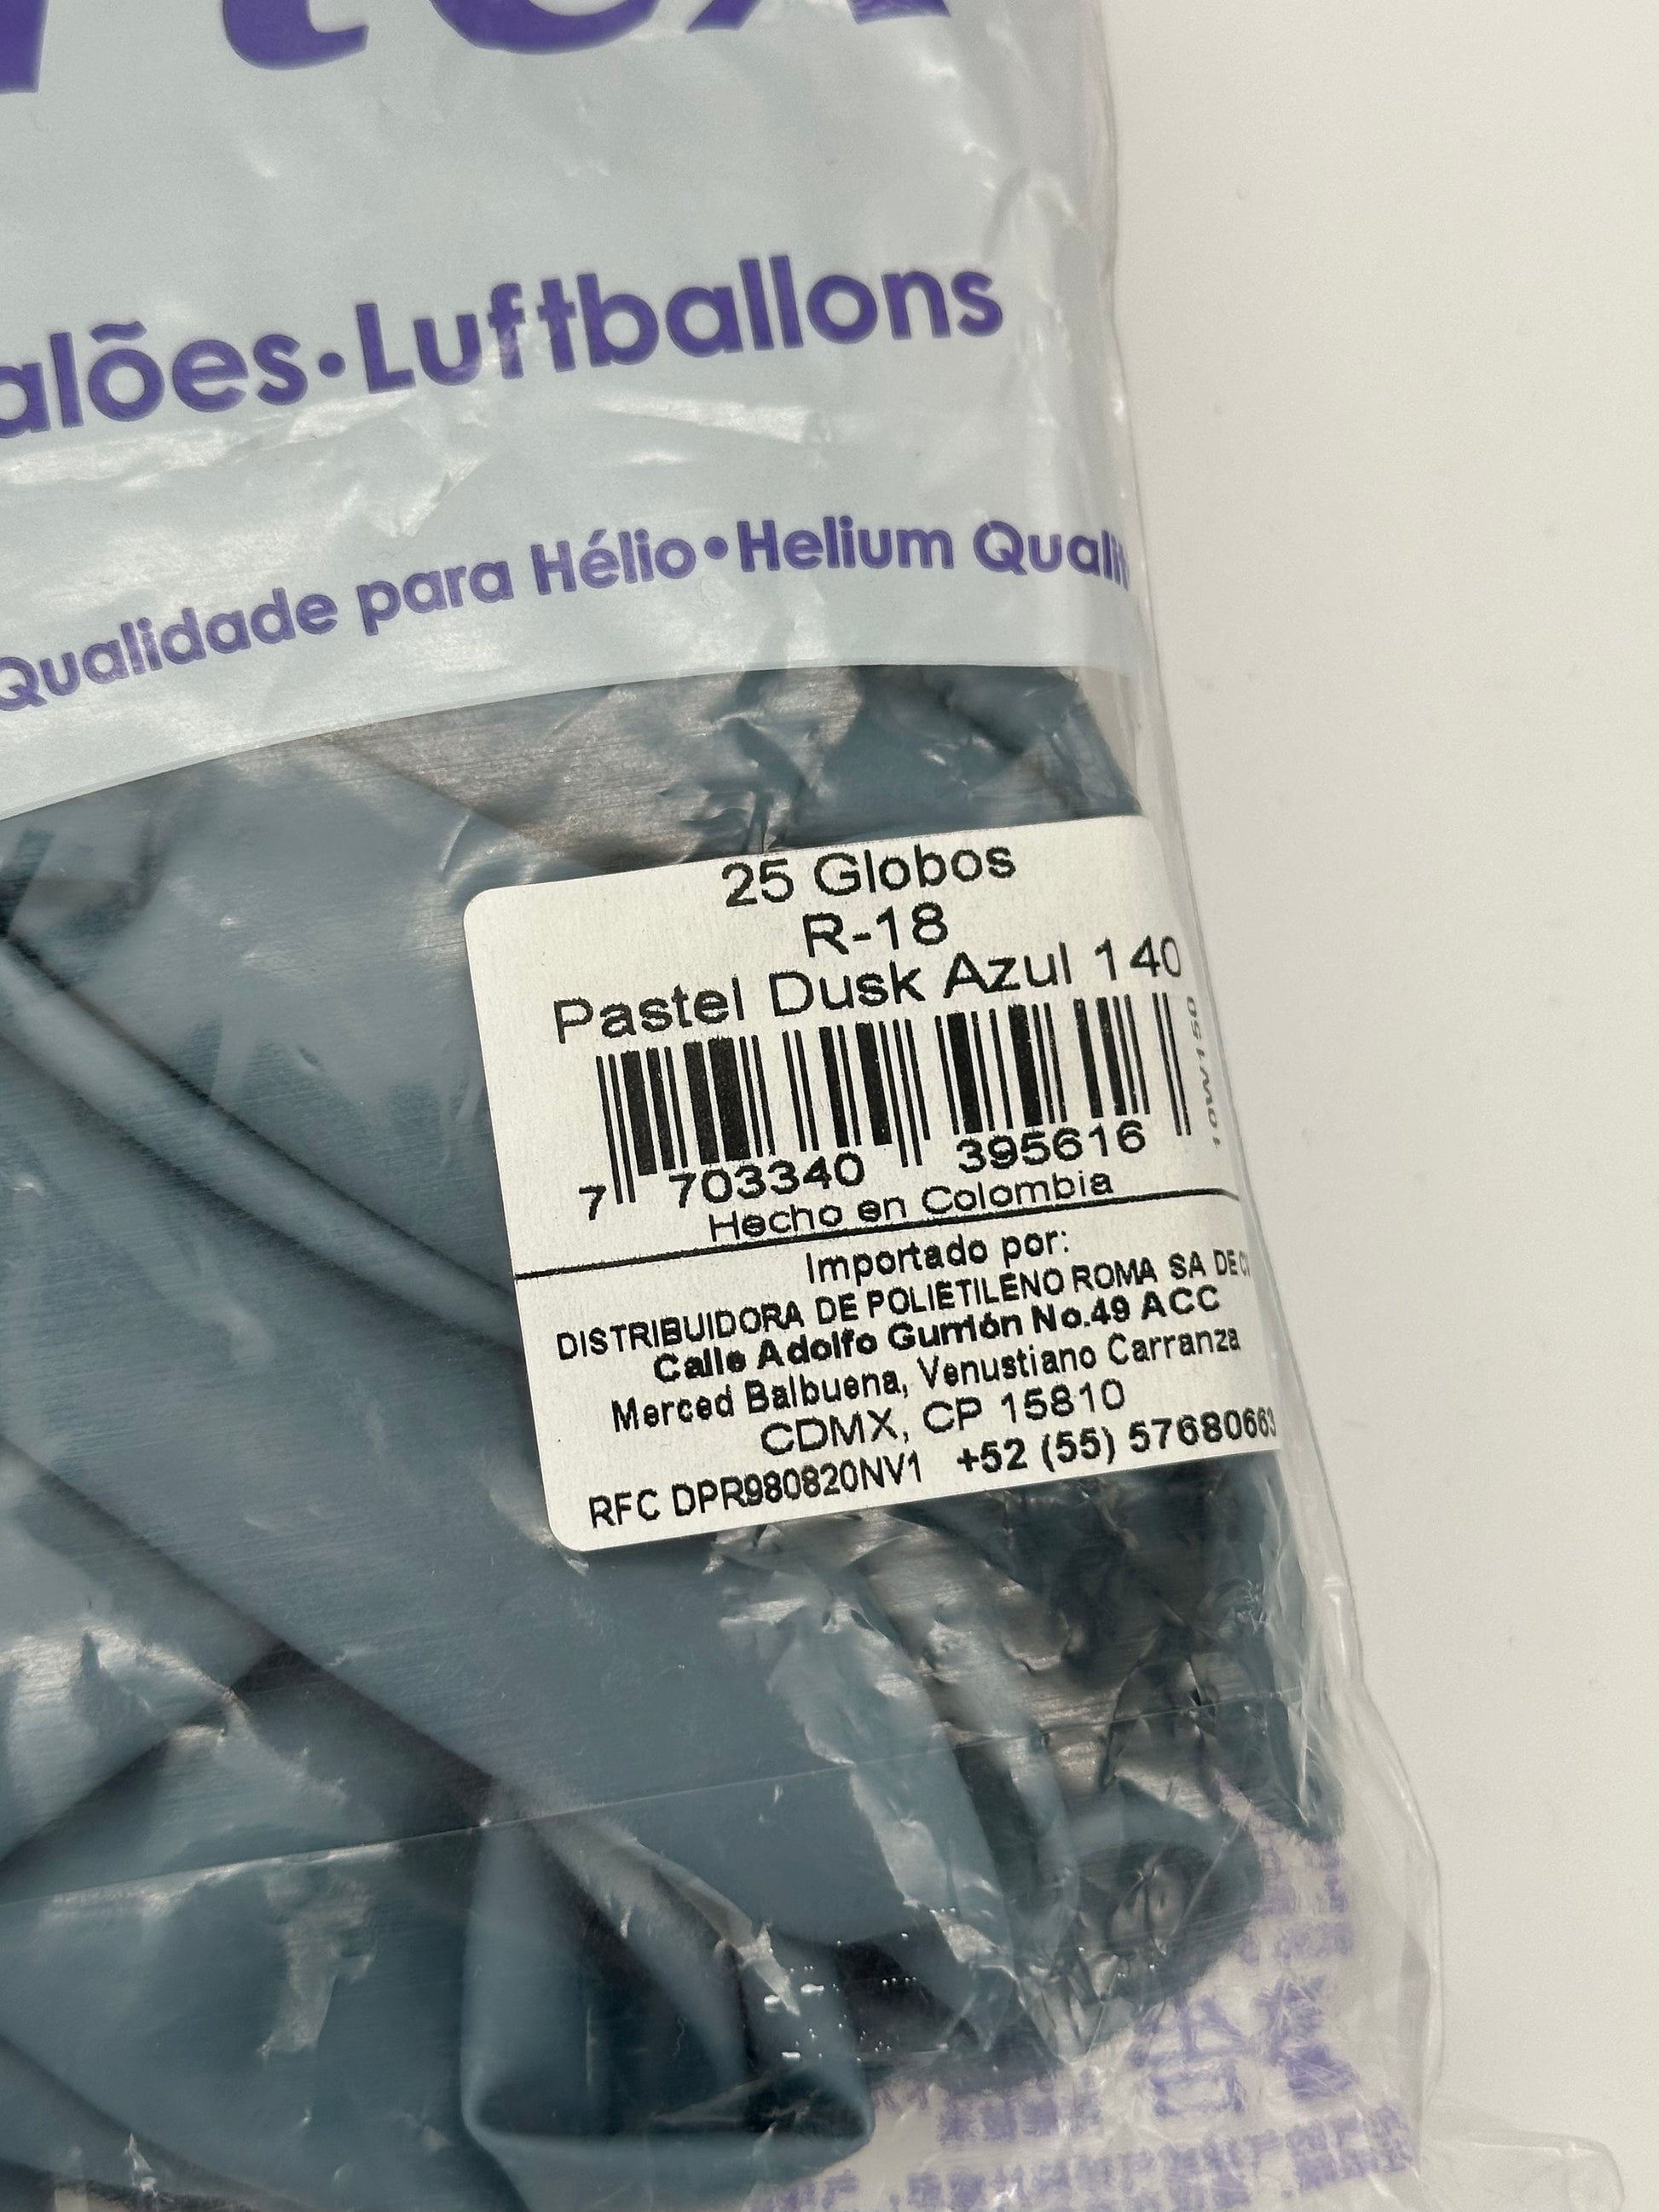 alões•Luftballons
Qualidade para Hélio•Helium Qualit
25 Globos
R-18
Pastel Dusk Azul 140
10W150
7 703340 395616
Hecho en Colombia
Importado por:
DISTRIBUIDORA DE POLIETILENO ROMA SA DE C
Calle Adolfo Gurrión No.49 ACC
Merced Balbuena, Venustiano Carranza
CDMX, CP 15810
RFC DPR980820NV1 +52 (55) 57680663